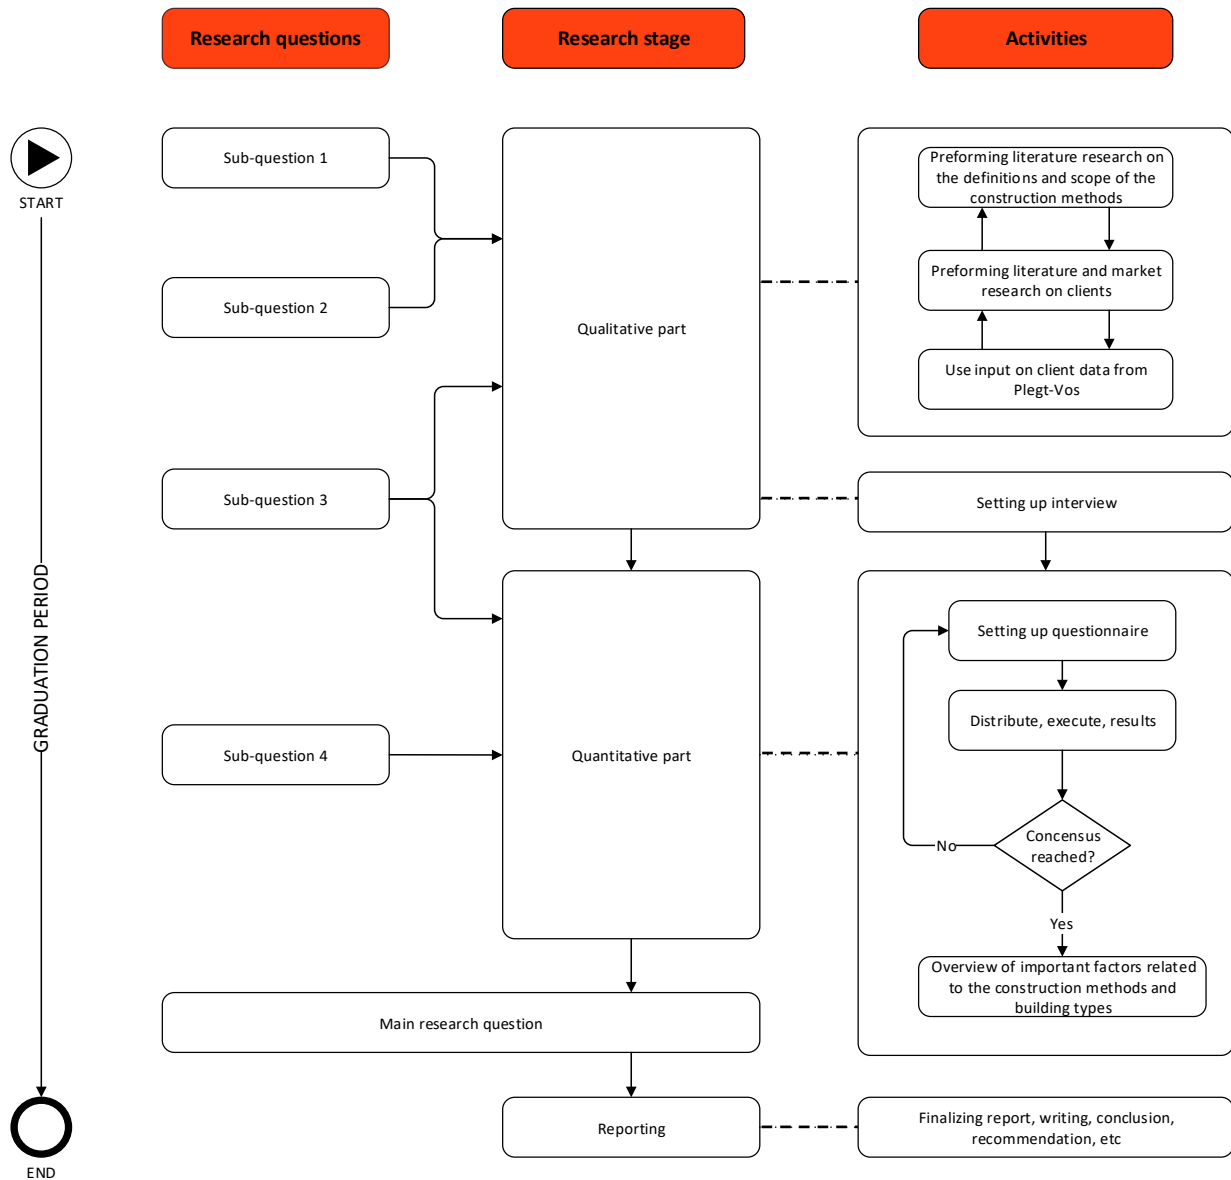 Research questions
Research stage
Activities
START
Sub-question 1
Sub-question 2
Qualitative part
Preforming literature research on
the definitions and scope of the
construction methods
Preforming literature and market
research on clients
Use input on client data from
Plegt-Vos
Sub-question 3
Setting up interview
GRADUATION PERIOD
Sub-question 4
Quantitative part
Setting up questionnaire
Distribute, execute, results
Concensus
reached?
No
Yes
Overview of important factors related
to the construction methods and
building types
Main research question
Reporting
Finalizing report, writing, conclusion,
recommendation, etc
END